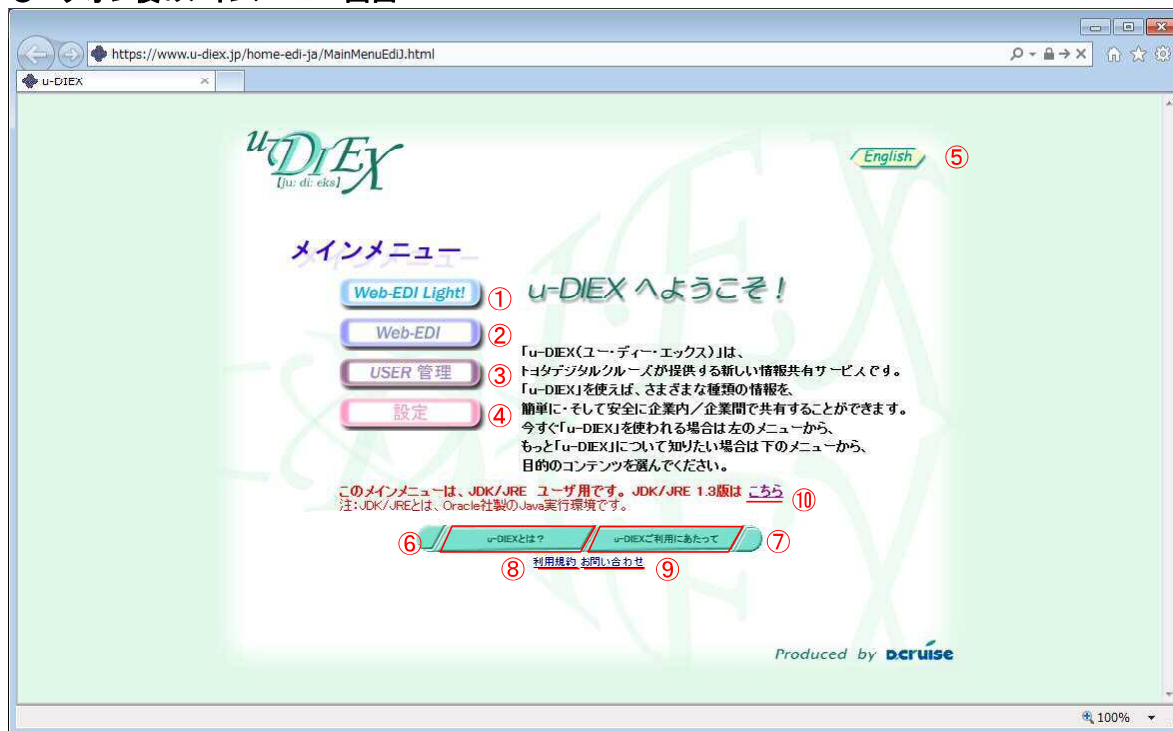 https://www.u-diex.jp/home-edi-ja/MainMenuEdiJ.html
u-DIEX
u-DIEX
[ju: di: eks]
English ⑤
メインメニュー
Web-EDI Light! ①
u-DIEX へようこそ!
Web-EDI ②
USER 管理 ③
設定 ④
「u-DIEX(ユー・ディー・エックス)」は、
トヨタデジタルクルーズが提供する新しい情報共有サービスです。
「u-DIEX」を使えば、さまざまな種類の情報を、
簡単に・そして安全に企業内/企業間で共有することができます。
今すぐ「u-DIEX」を使われる場合は左のメニューから、
もっと「u-DIEX」について知りたい場合は下のメニューから、
目的のコンテンツを選んでください。
このメインメニューは、JDK/JRE ユーザ用です。JDK/JRE 1.3版は こちら ⑩
注:JDK/JREとは、Oracle社製のJava実行環境です。
⑥ u-DIEXとは? u-DIEXご利用にあたって ⑦
⑧ 利用規約 お問い合わせ ⑨
Produced by D.cruise
100%